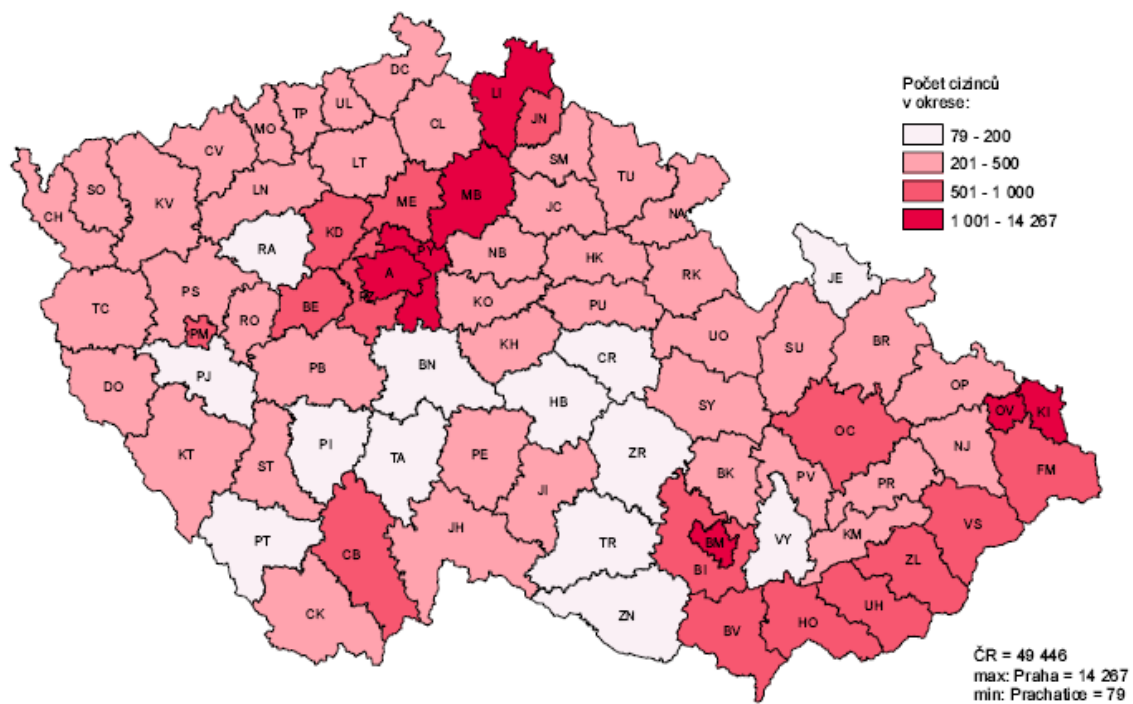 DC
LI
UL
TP
JN
MO
CL
CV
LT
SM
TU
SO
LN
MB
KV
ME
JC
CH
NA
KD
RA
PY
NB
HK
A
RK
JE
PS
TC
BE
KO
PU
RO
PM
UO
SU
BR
KH
CR
PB
BN
PJ
DO
OP
HB
SY
OV
KI
OC
PI
TA
PE
ZR
NJ
KT
ST
BK
FM
PV
PR
JI
VS
JH
PT
TR
BM
VY
KM
CB
ZL
BI
UH
CK
ZN
HO
BV
Počet cizinců
v okrese:
79 - 200
201 - 500
501 - 1 000
1 001 - 14 267
ČR = 49 446
max: Praha = 14 267
min: Prachatice = 79